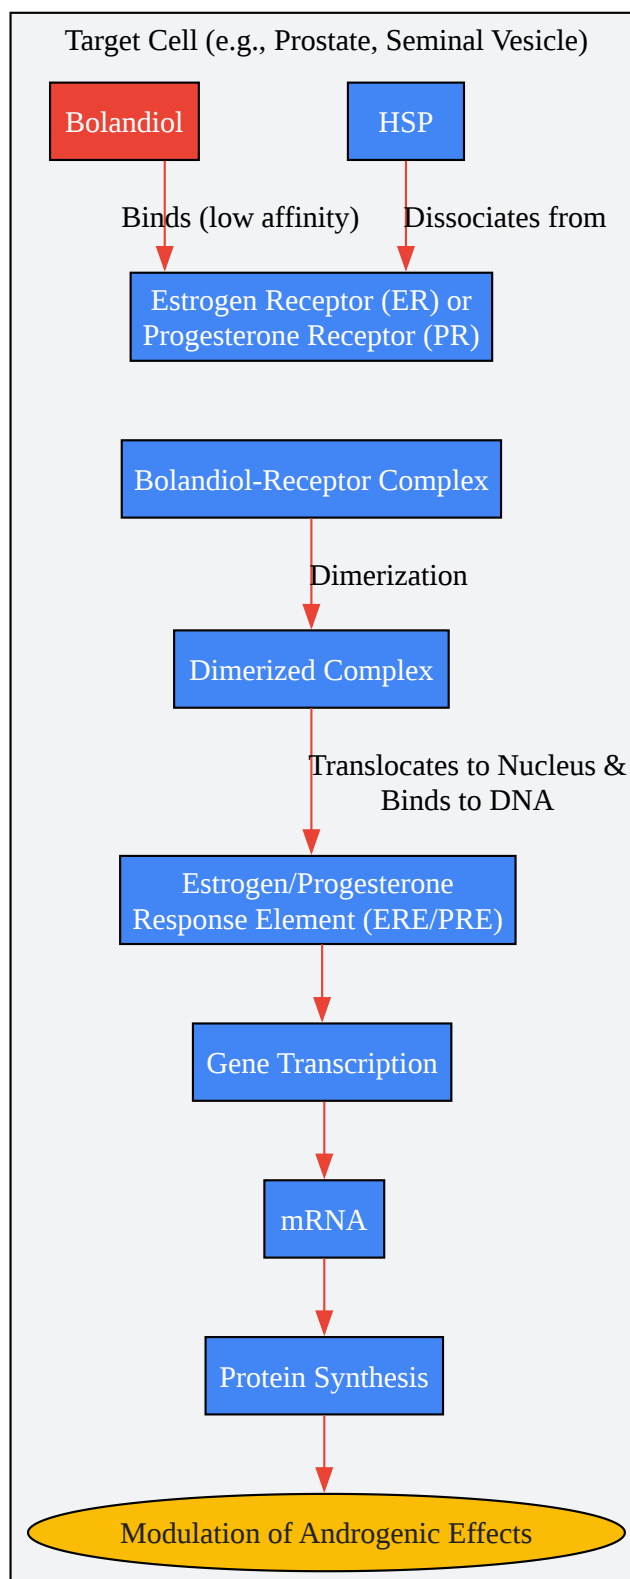 Target Cell (e.g., Prostate, Seminal Vesicle)
Bolandiol
HSP
Binds (low affinity)
Dissociates from
Estrogen Receptor (ER) or
Progesterone Receptor (PR)
Bolandiol-Receptor Complex
Dimerization
Dimerized Complex
Translocates to Nucleus &
Binds to DNA
Estrogen/Progesterone
Response Element (ERE/PRE)
Gene Transcription
mRNA
Protein Synthesis
Modulation of Androgenic Effects